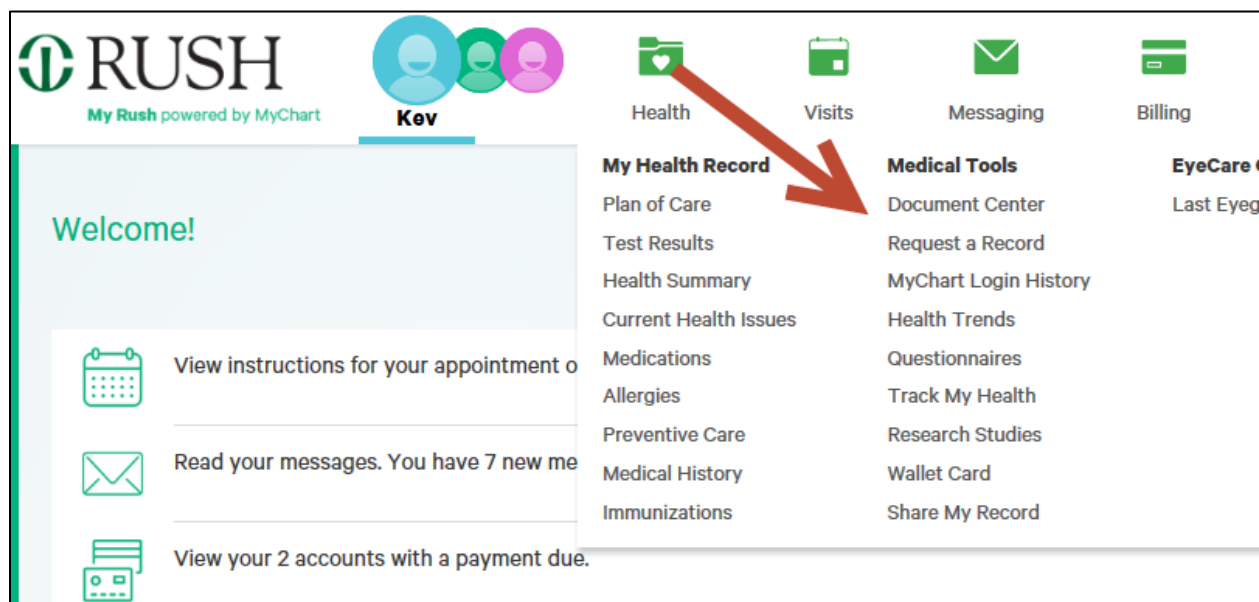 RUSH
My Rush powered by MyChart
Kev
Health
Visits
Messaging
Billing
My Health Record
Plan of Care
Test Results
Health Summary
Current Health Issues
Medications
Allergies
Preventive Care
Medical History
Immunizations
Medical Tools
Document Center
Request a Record
MyChart Login History
Health Trends
Questionnaires
Track My Health
Research Studies
Wallet Card
Share My Record
EyeCare
Last
Welcome!
View instructions for your appointment
Read your messages. You have 7 new
View your 2 accounts with a payment due.